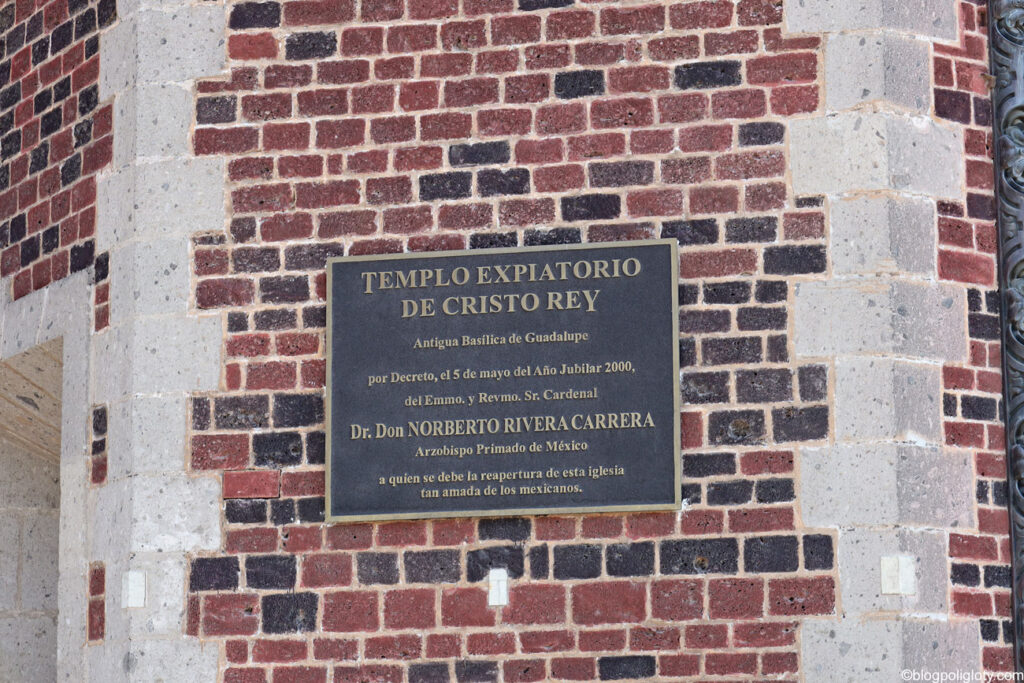 TEMPLO EXPIATORIO
DE CRISTO REY
Antigua Basílica de Guadalupe
por Decreto, el 5 de mayo del Año Jubilar 2000,
del Emmo. y Revmo. Sr. Cardenal
Dr. Don NORBERTO RIVERA CARRERA
Arzobispo Primado de México
a quien se debe la reapertura de esta iglesia
tan amada de los mexicanos.
©blogpoligloty.com